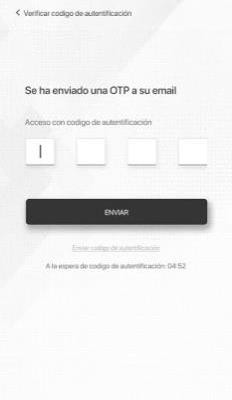 Verificar codigo de autentificación
Se ha enviado una OTP a su email
Acceso con codigo de autentificación
ENVIAR
Enviar codigo de autentificación
A la espera de codigo de autentificación: 04:52